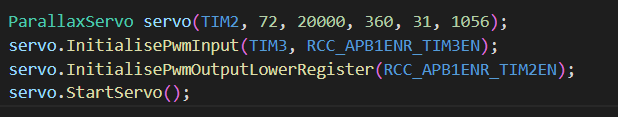 ParallaxServo servo(TIM2, 72, 20000, 360, 31, 1056);
servo.InitialisePwmInput(TIM3, RCC_APB1ENR_TIM3EN);
servo.InitialisePwmOutputLowerRegister(RCC_APB1ENR_TIM2EN);
servo.StartServo();